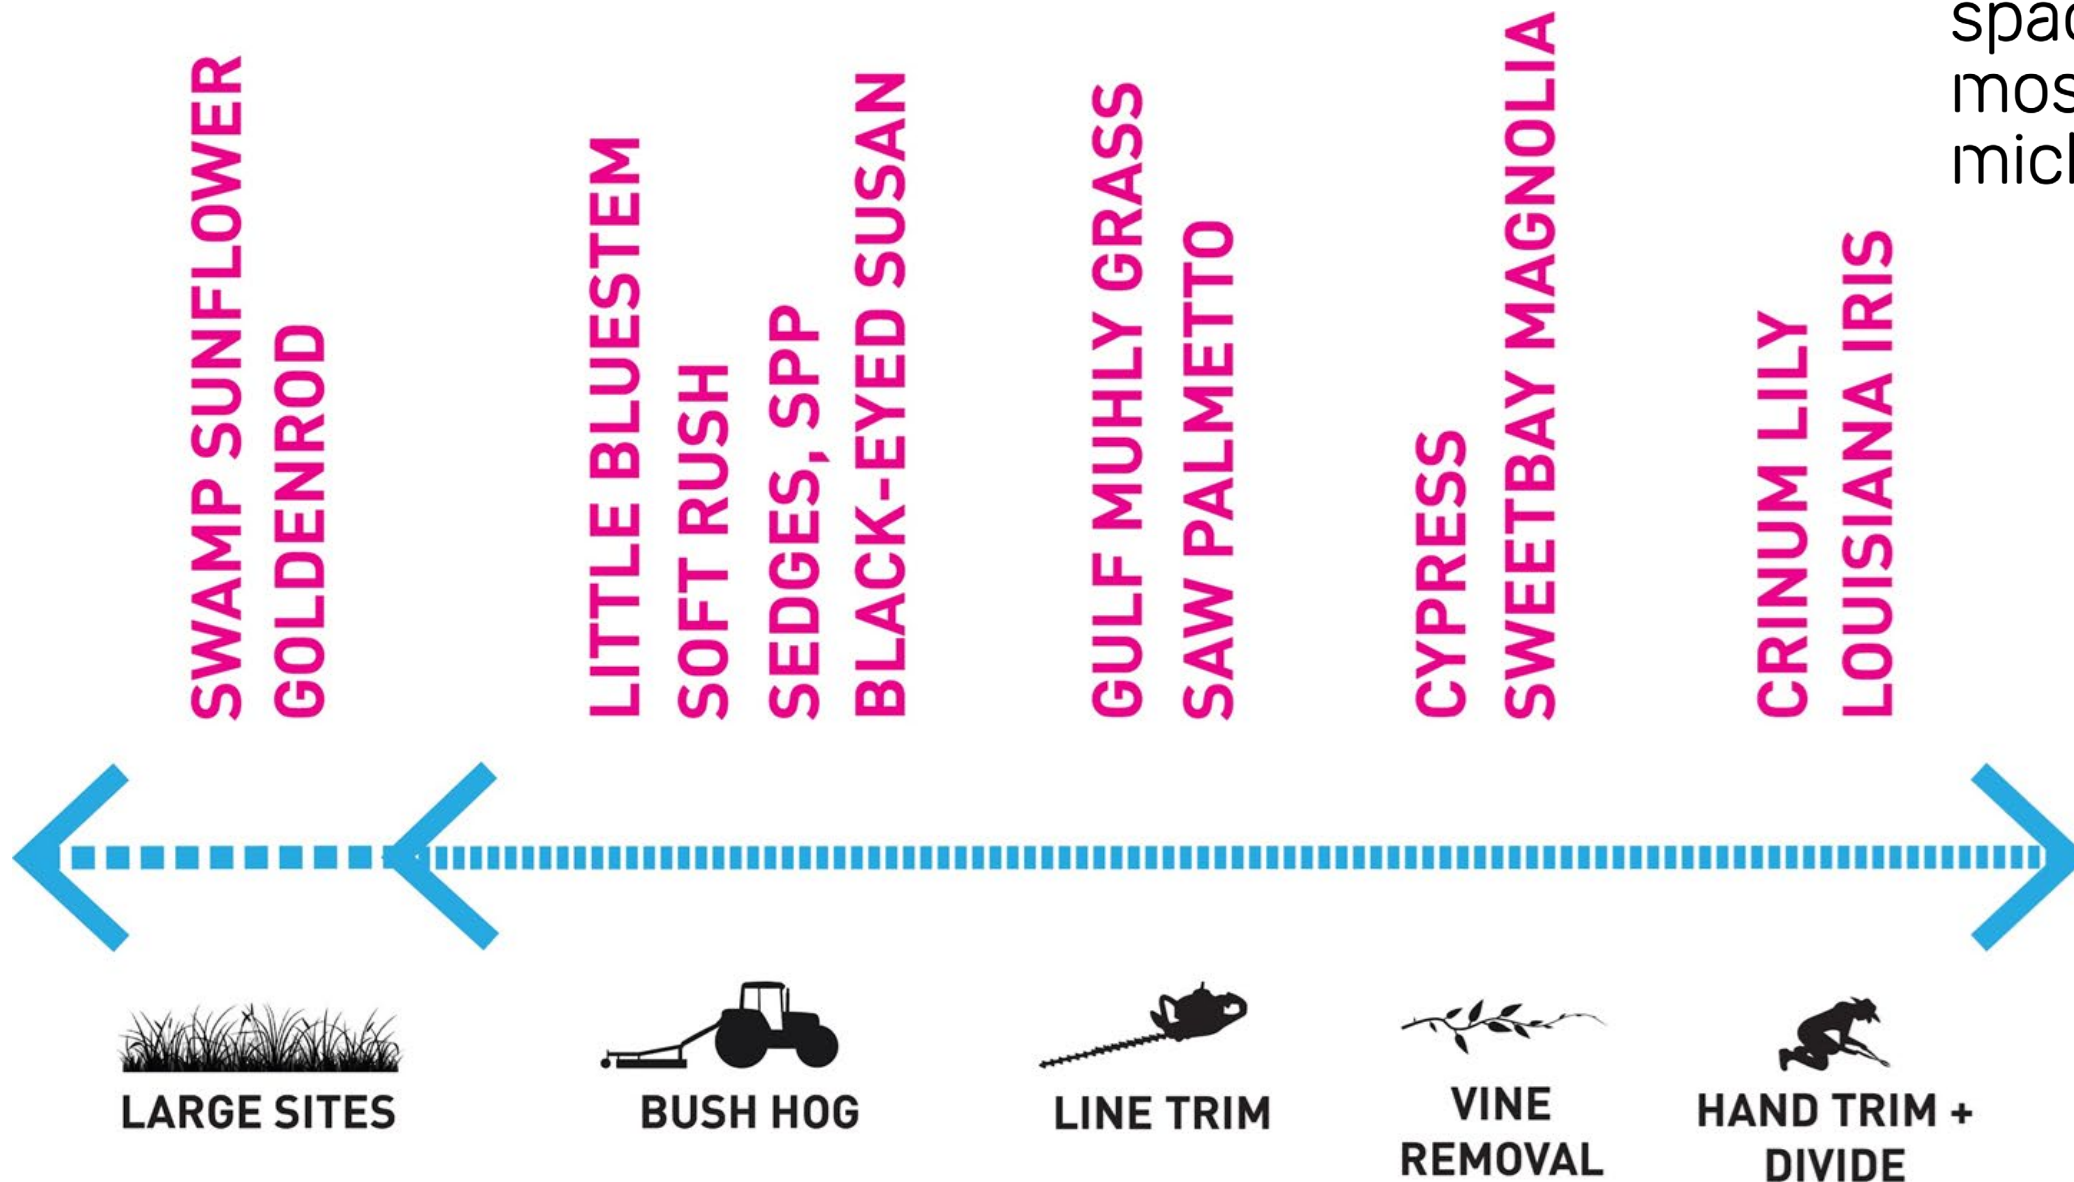 SWAMP SUNFLOWER
GOLDENROD
LITTLE BLUESTEM
SOFT RUSH
SEDGES, SPP
BLACK-EYED SUSAN
GULF MUHLY GRASS
SAW PALMETTO
CYPRESS
SWEETBAY MAGNOLIA
CRINUM LILY
LOUISIANA IRIS
LARGE SITES
BUSH HOG
LINE TRIM
VINE
REMOVAL
HAND TRIM +
DIVIDE